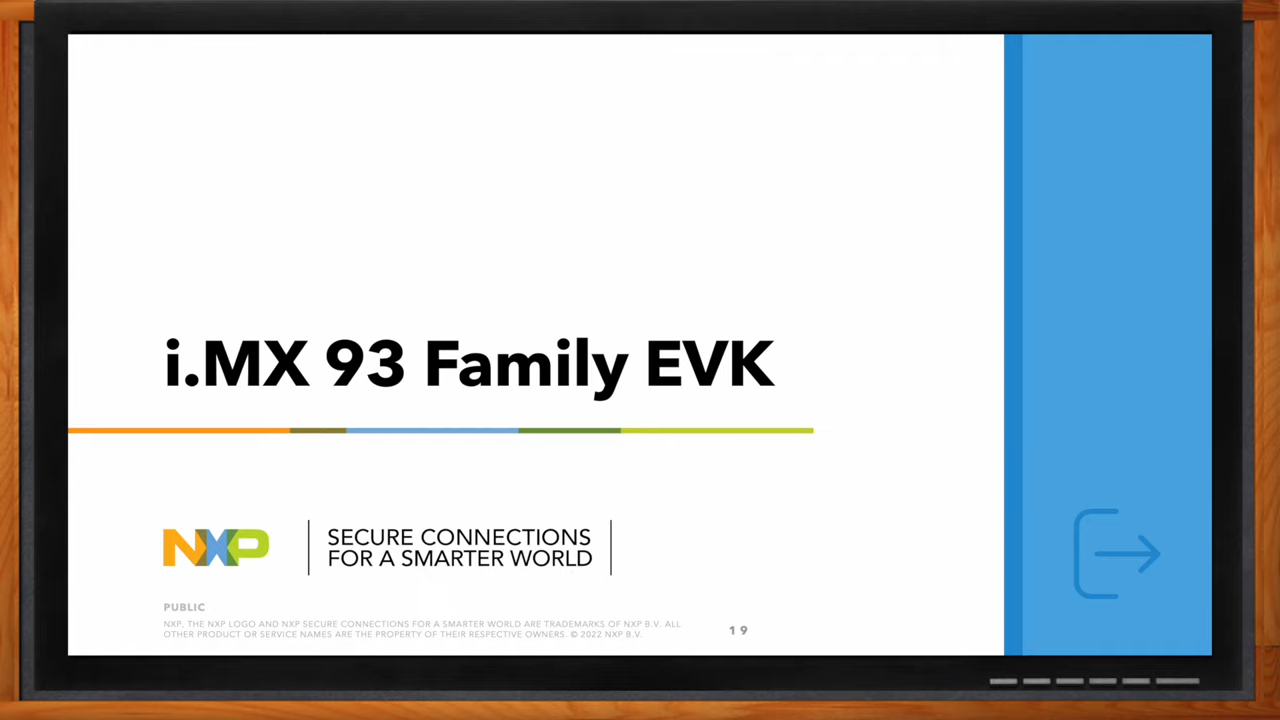 i.MX 93 Family EVK
NXP
SECURE CONNECTIONS
FOR A SMARTER WORLD
PUBLIC
NXP, THE NXP LOGO AND NXP SECURE CONNECTIONS FOR A SMARTER WORLD ARE TRADEMARKS OF NXP B.V. ALL
OTHER PRODUCT OR SERVICE NAMES ARE THE PROPERTY OF THEIR RESPECTIVE OWNERS. © 2022 NXP B.V.
19